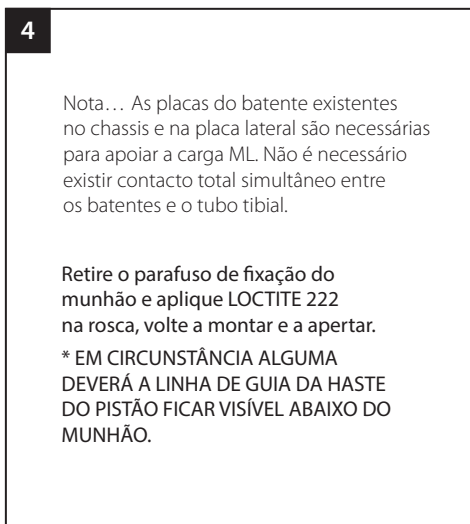 4
Nota… As placas do batente existentes
no chassis e na placa lateral são necessárias
para apoiar a carga ML. Não é necessário
existir contacto total simultâneo entre
os batentes e o tubo tibial.
Retire o parafuso de fixação do
munhão e aplique LOCTITE 222
na rosca, volte a montar e a apertar.
* EM CIRCUNSTÂNCIA ALGUMA
DEVERÁ A LINHA DE GUIA DA HASTE
DO PISTÃO FICAR VISÍVEL ABAIXO DO
MUNHÃO.